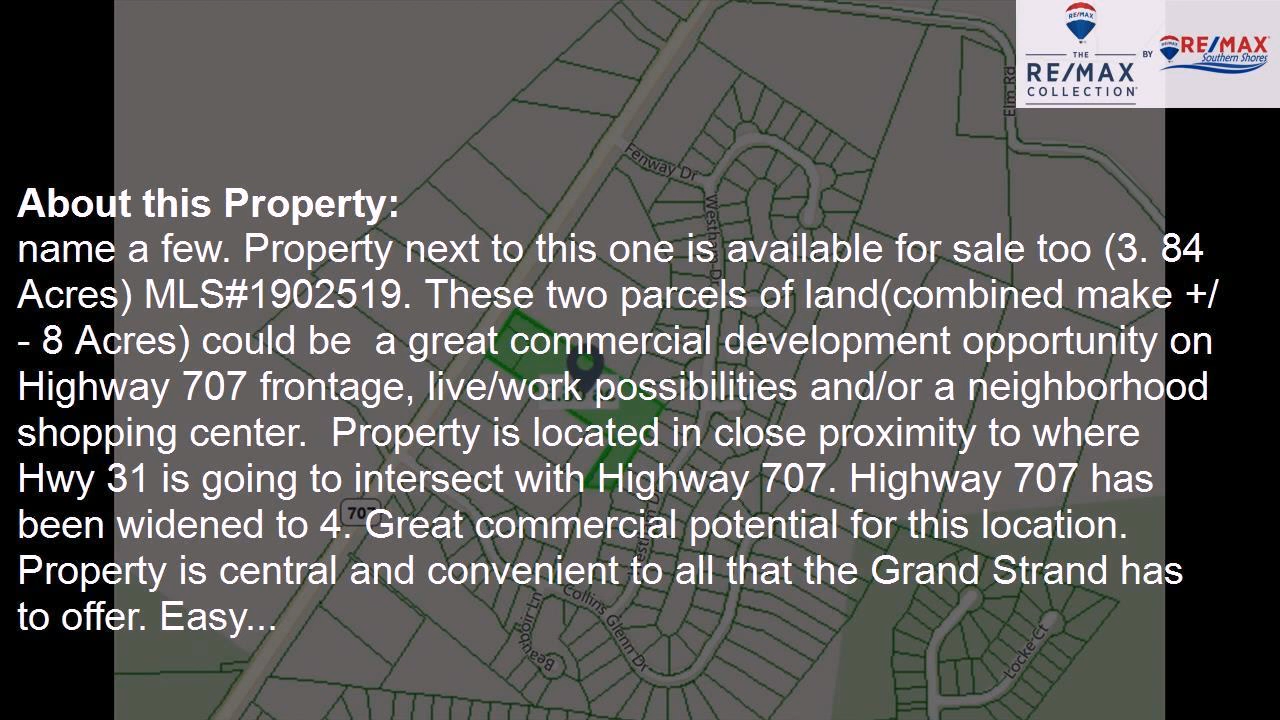 RE/MAX
THE
RE/MAX
COLLECTION
BY
RE/MAX
Southern Shores
Elm Rd
Fenway Dr
About this Property:
name a few. Property next to this one is available for sale too (3. 84
Acres) MLS#1902519. These two parcels of land(combined make +/
- 8 Acres) could be  a great commercial development opportunity on
Highway 707 frontage, live/work possibilities and/or a neighborhood
shopping center.  Property is located in close proximity to where
Hwy 31 is going to intersect with Highway 707. Highway 707 has
been widened to 4. Great commercial potential for this location.
Property is central and convenient to all that the Grand Strand has
to offer. Easy...
707
Collins Glenn Dr
Beaupoir Ln
Locke Ct